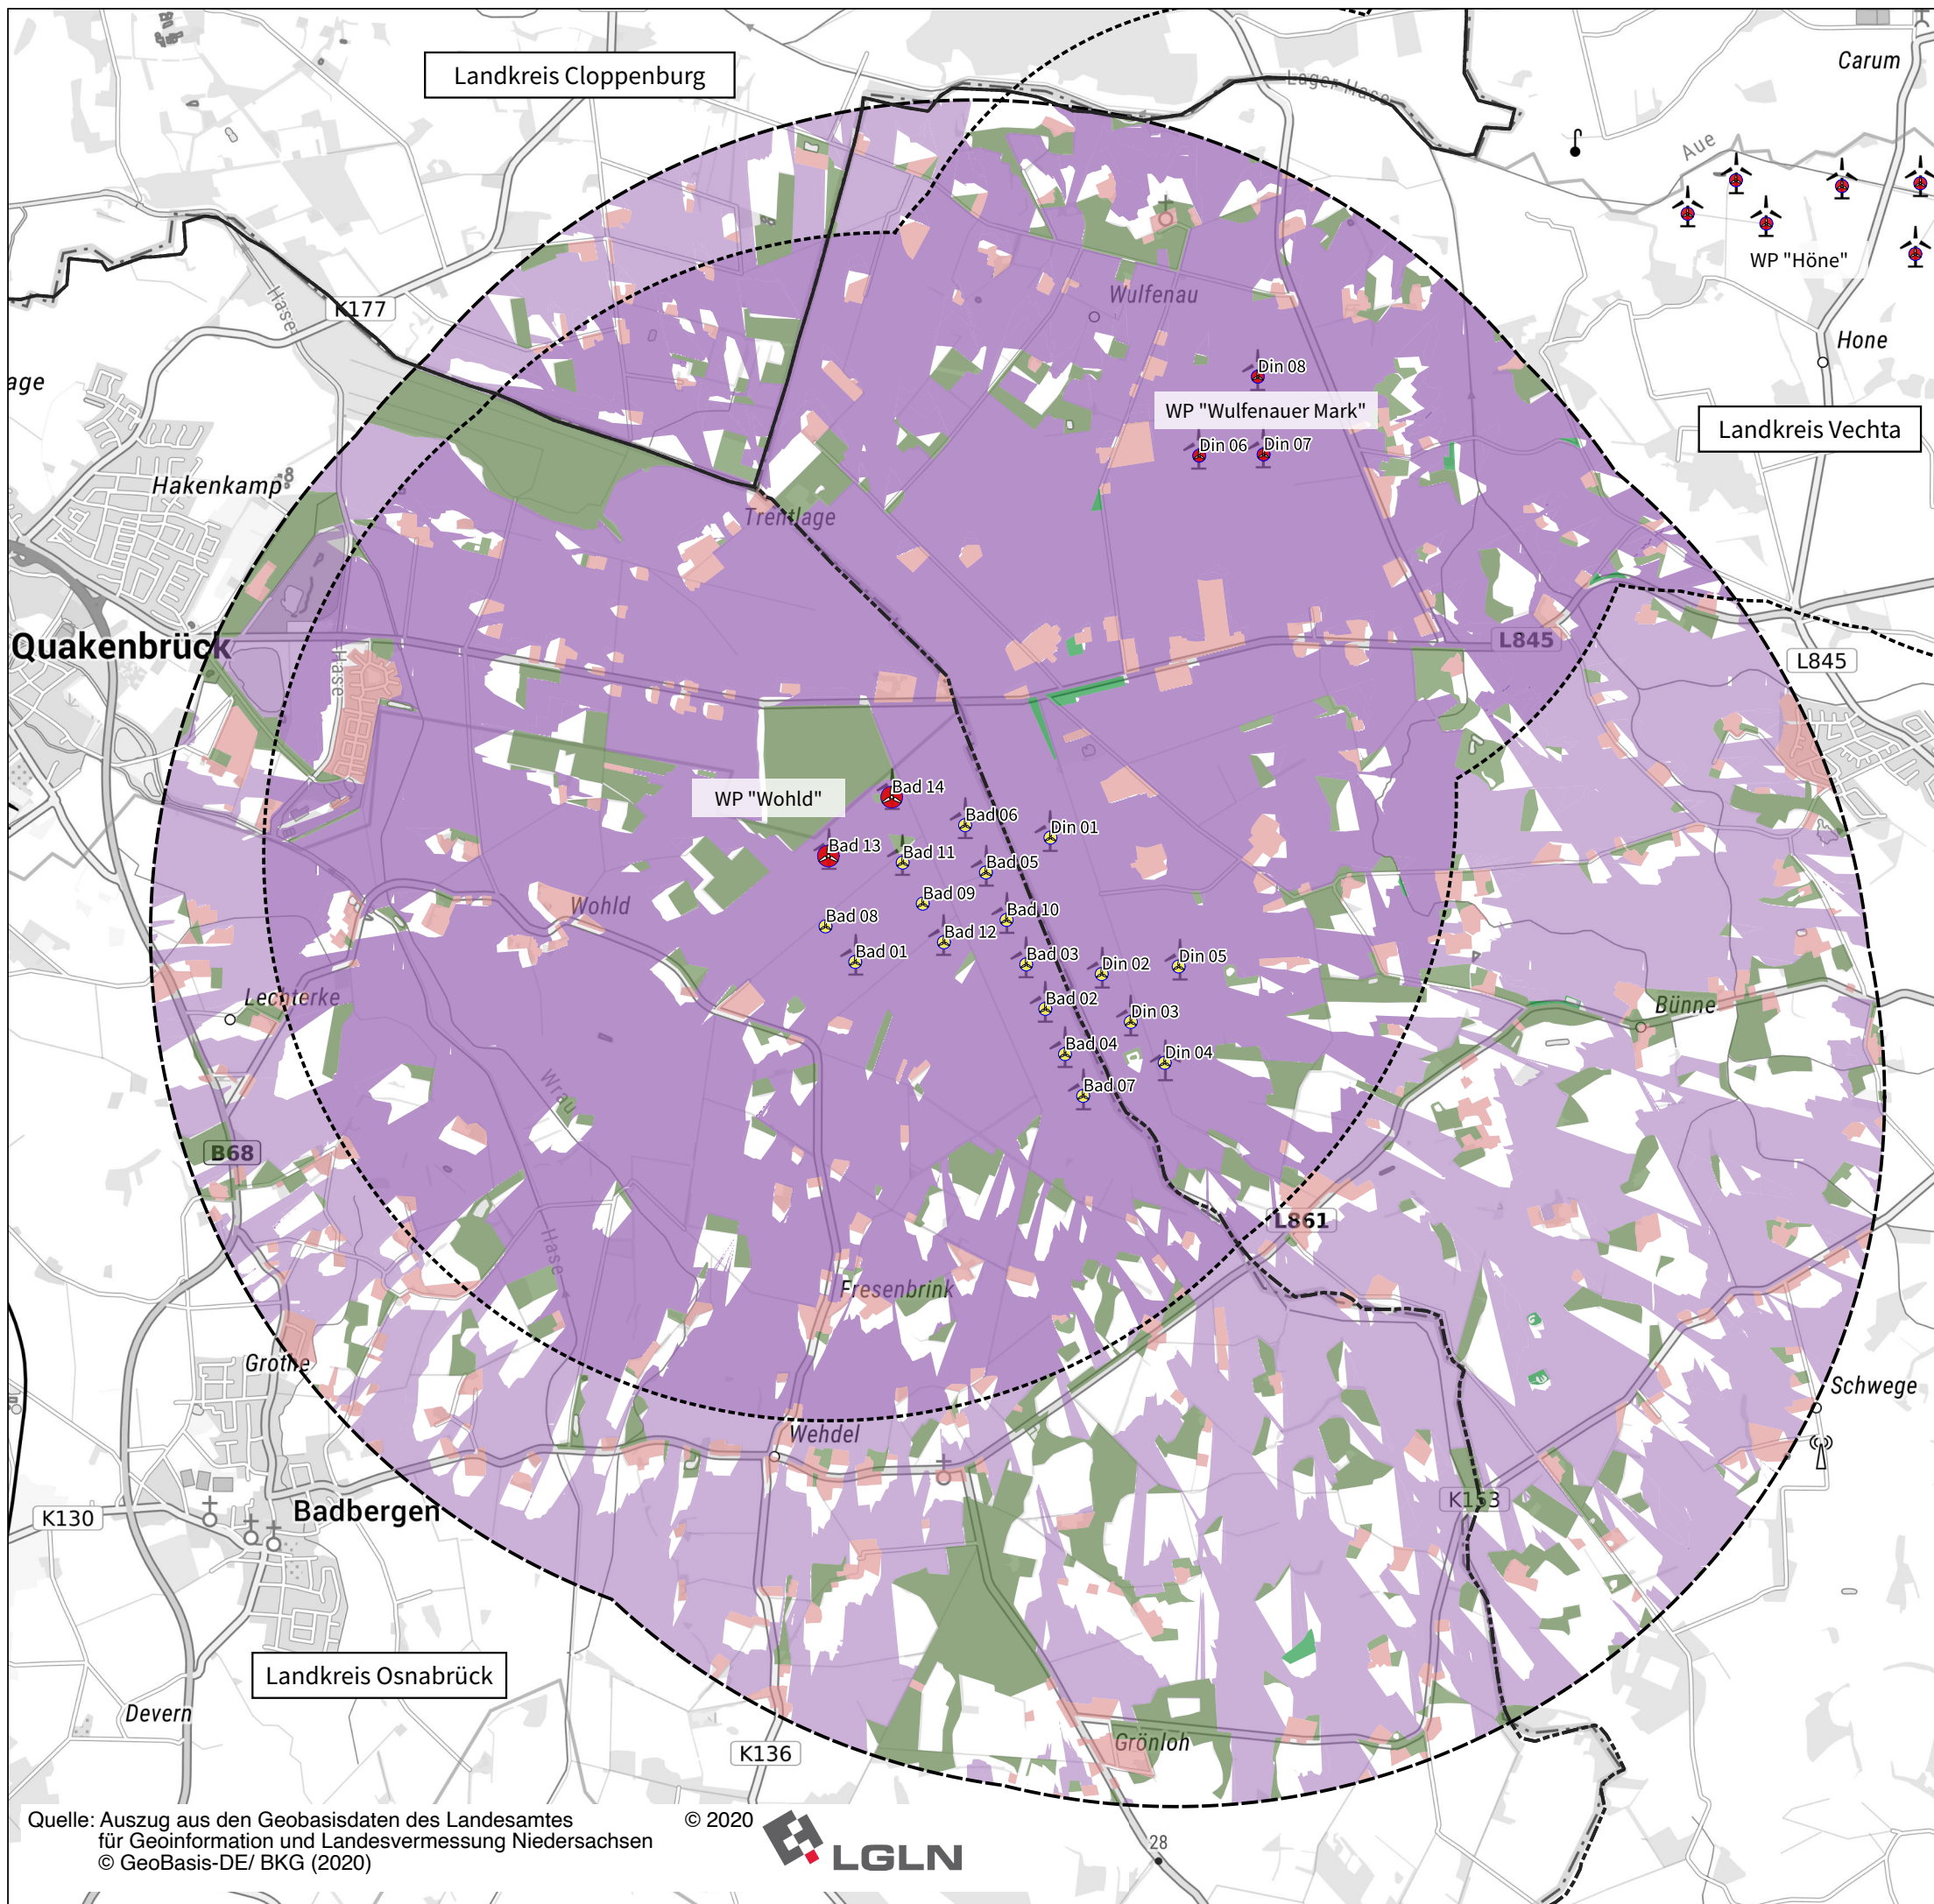 Carum
Landkreis Cloppenburg
Lager Hase
Aue
WP "Höne"
Wulfenau
Hase
K177
Hone
Din 08
age
WP "Wulfenauer Mark"
Landkreis Vechta
Din 06
Din 07
Hakenkamp
Trentlage
Quakenbrück
L845
L845
Hase
Bad 14
WP "Wohld"
Bad 06
Din 01
Bad 13
Bad 11
Bad 05
Bad 09
Wohld
Bad 08
Bad 10
Bad 12
Bad 01
Bad 03
Din 02
Din 05
Lechterke
Bad 02
Din 03
Bünne
Bad 04
Din 04
Wrau
Bad 07
B68
L861
Hase
Fresenbrink
Grothe
Schwege
Wehdel
K153
Badbergen
K130
Landkreis Osnabrück
Devern
Grönloh
K136
Quelle: Auszug aus den Geobasisdaten des Landesamtes
für Geoinformation und Landesvermessung Niedersachsen
© GeoBasis-DE/ BKG (2020)
© 2020
LGLN
28